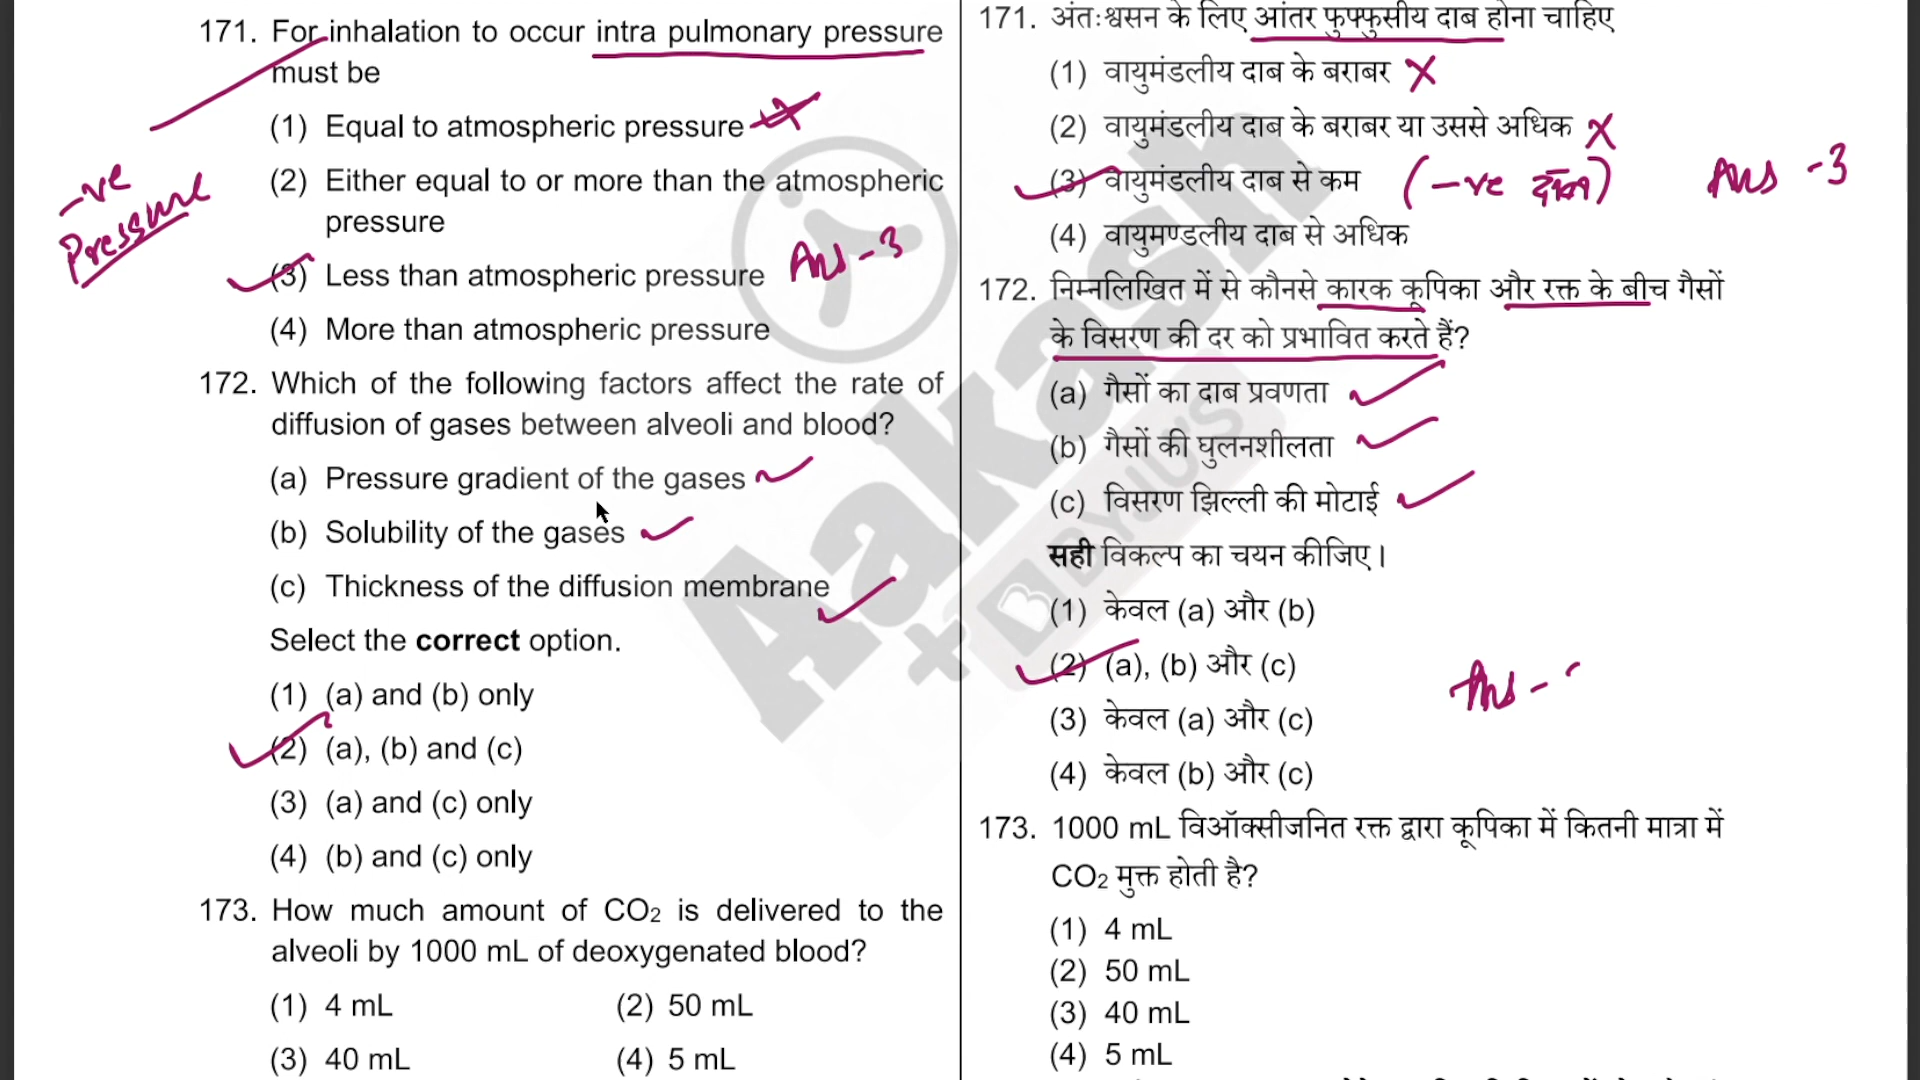 171. For inhalation to occur intra pulmonary pressure
must be
(1) Equal to atmospheric pressure
(2) Either equal to or more than the atmospheric
pressure
-ve
Pressure
(3) Less than atmospheric pressure Ans - 3
(4) More than atmospheric pressure
172. Which of the following factors affect the rate of
diffusion of gases between alveoli and blood?
(a) Pressure gradient of the gases
(b) Solubility of the gases
(c) Thickness of the diffusion membrane
Select the correct option.
(1) (a) and (b) only
(2) (a), (b) and (c)
(3) (a) and (c) only
(4) (b) and (c) only
173. How much amount of CO2 is delivered to the
alveoli by 1000 mL of deoxygenated blood?
(1) 4 mL (2) 50 mL
(3) 40 mL (4) 5 mL
171. अंतःश्वसन के लिए आंतर फुफ्फुसीय दाब होना चाहिए
(1) वायुमंडलीय दाब के बराबर
(2) वायुमंडलीय दाब के बराबर या उससे अधिक
(3) वायुमंडलीय दाब से कम (-ve दाब) Ans - 3
(4) वायुमण्डलीय दाब से अधिक
172. निम्नलिखित में से कौनसे कारक कूपिका और रक्त के बीच गैसों
के विसरण की दर को प्रभावित करते हैं?
(a) गैसों का दाब प्रवणता
(b) गैसों की घुलनशीलता
(c) विसरण झिल्ली की मोटाई
सही विकल्प का चयन कीजिए।
(1) केवल (a) और (b)
(2) (a), (b) और (c)
Ans -
(3) केवल (a) और (c)
(4) केवल (b) और (c)
173. 1000 mL विऑक्सीजनित रक्त द्वारा कूपिका में कितनी मात्रा में
CO2 मुक्त होती है?
(1) 4 mL
(2) 50 mL
(3) 40 mL
(4) 5 mL
Aakash
BYJU'S